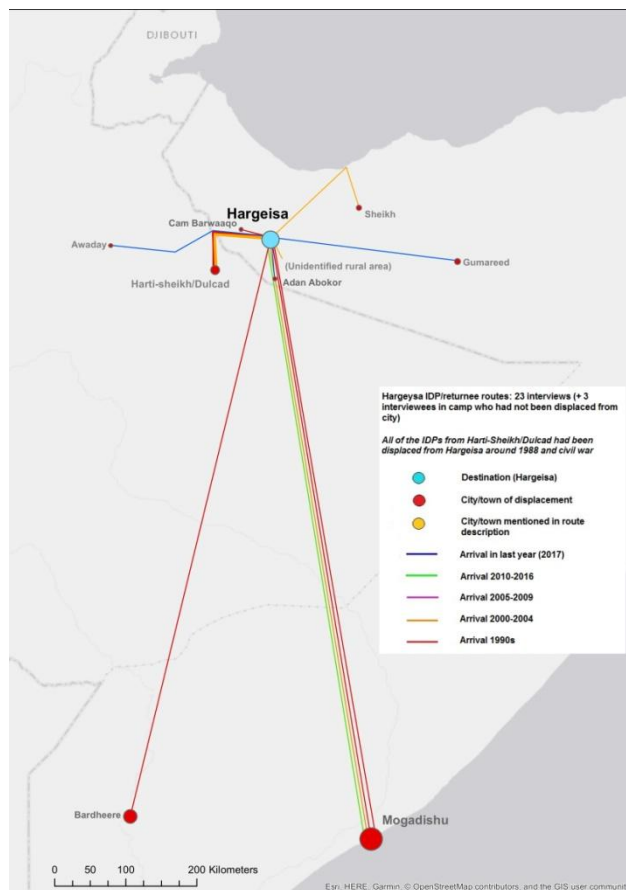 DJIBOUTI
Hargeisa
Cam Barwaaqo
Sheikh
Awaday
(Unidentified rural area)
Gumareed
Harti-sheikh/Dulcad
Adan Abokor
Hargeysa IDP/returnee routes: 23 interviews (+ 3
interviewees in camp who had not been displaced from
city)
All of the IDPs from Harti-Sheikh/Dulcad had been
displaced from Hargeisa around 1988 and civil war
Destination (Hargeisa)
City/town of displacement
City/town mentioned in route
description
Arrival in last year (2017)
Arrival 2010-2016
Arrival 2005-2009
Arrival 2000-2004
Arrival 1990s
Bardheere
Mogadishu
0 50 100 200 Kilometers
Esri, HERE, Garmin, © OpenStreetMap contributors, and the GIS user communit